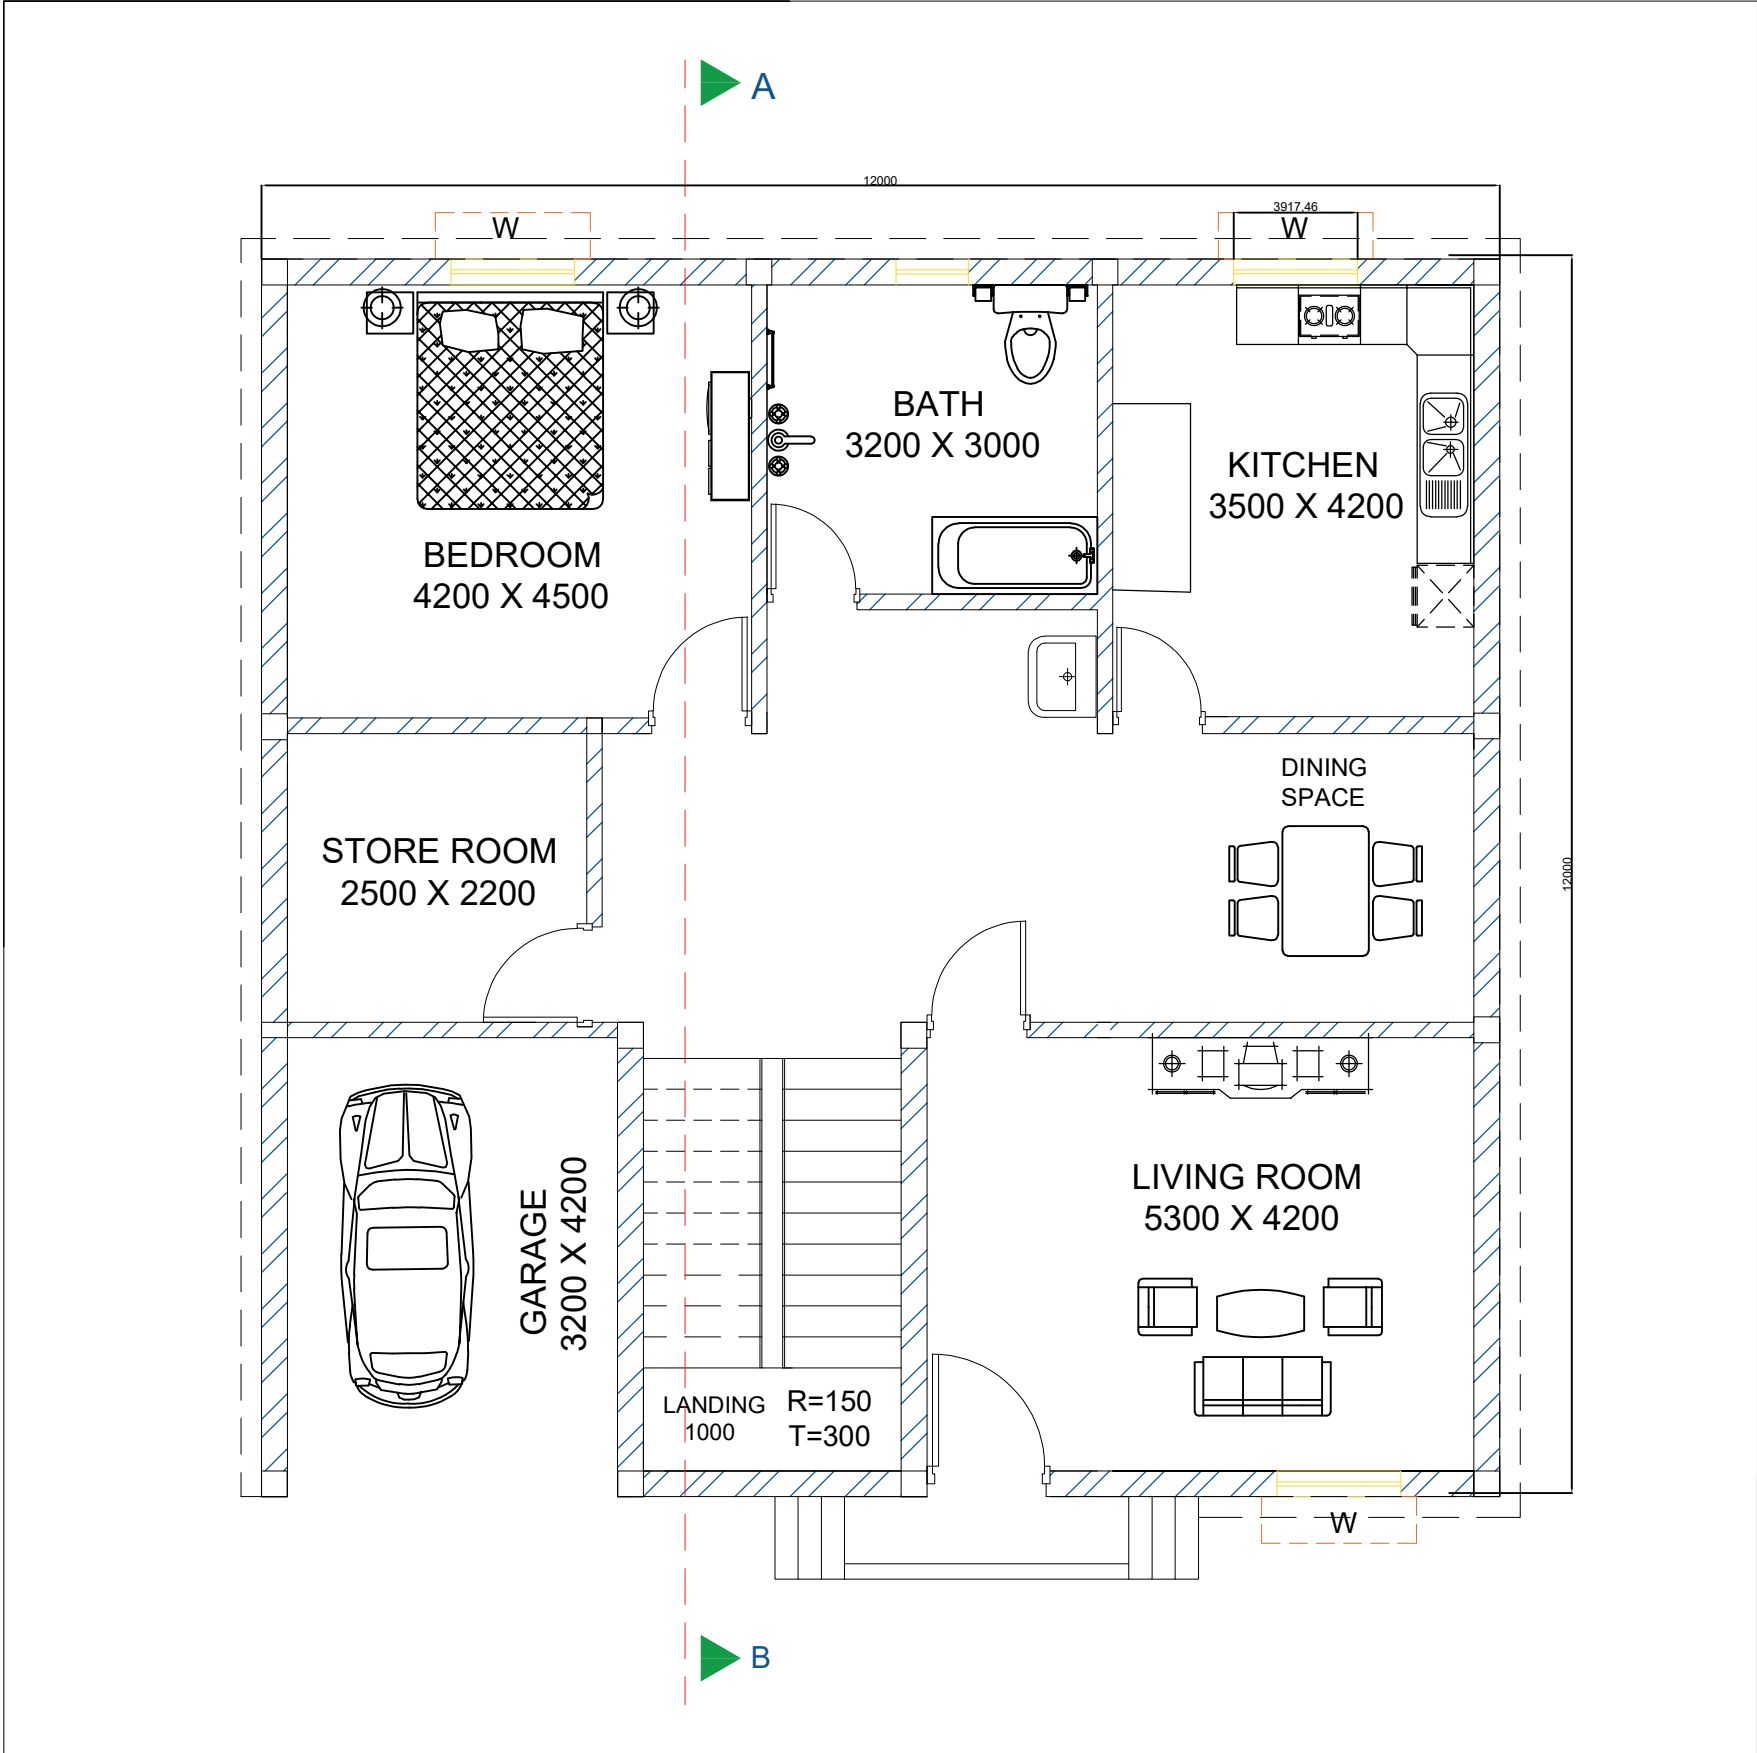 A
12000
3917.46
W
W
BATH
3200 X 3000
KITCHEN
3500 X 4200
BEDROOM
4200 X 4500
DINING
SPACE
STORE ROOM
2500 X 2200
12000
GARAGE
3200 X 4200
LIVING ROOM
5300 X 4200
LANDING
1000
R=150
T=300
W
B